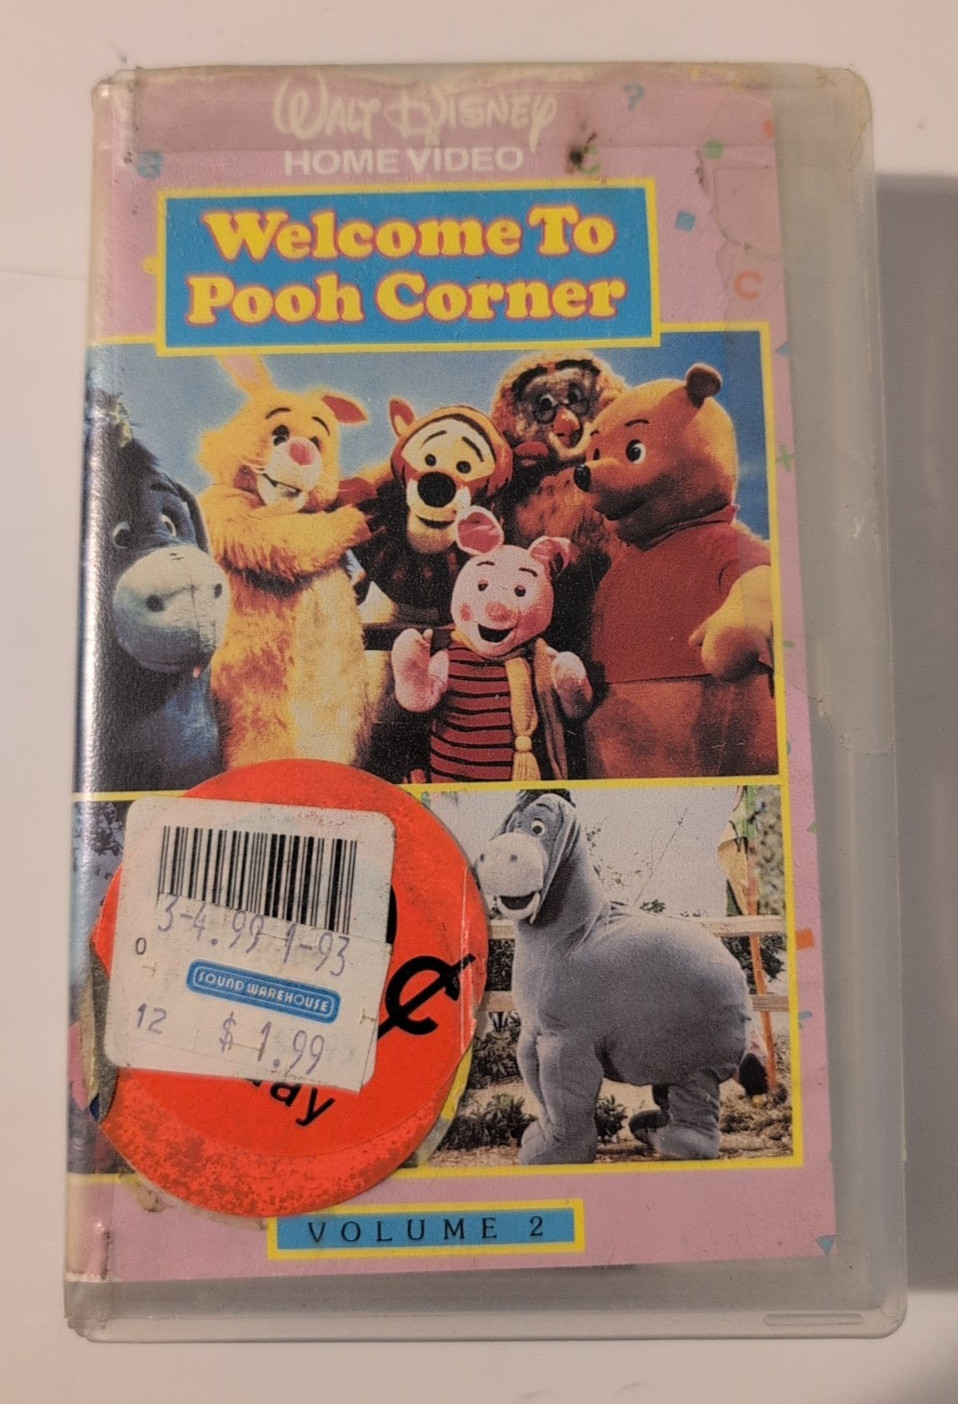 WALT DISNEY
HOME VIDEO
Welcome To
Pooh Corner
3-4.99 1-93
0
SOUND WAREHOUSE
12 $ 1.99
¢
VOLUME 2